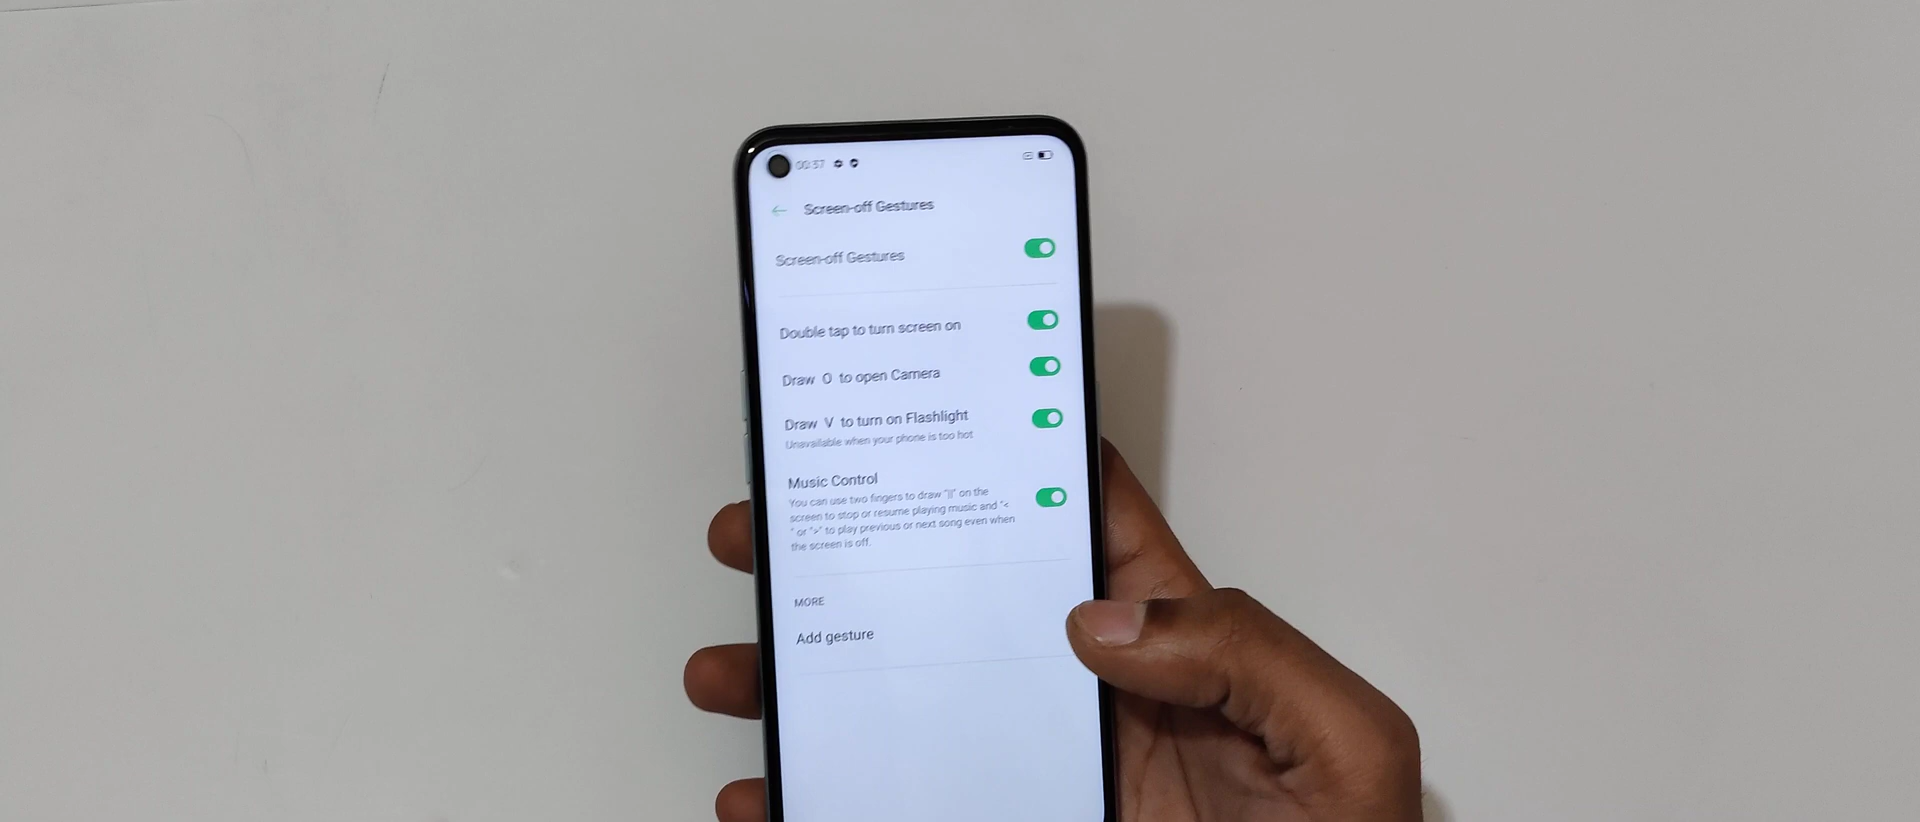 00:37
Screen-off Gestures
Screen-off Gestures
Double tap to turn screen on
Draw O to open Camera
Draw V to turn on Flashlight
Unavailable when your phone is too hot
Music Control
You can use two fingers to draw "||" on the
screen to stop or resume playing music and "<
" or ">" to play previous or next song even when
the screen is off.
MORE
Add gesture